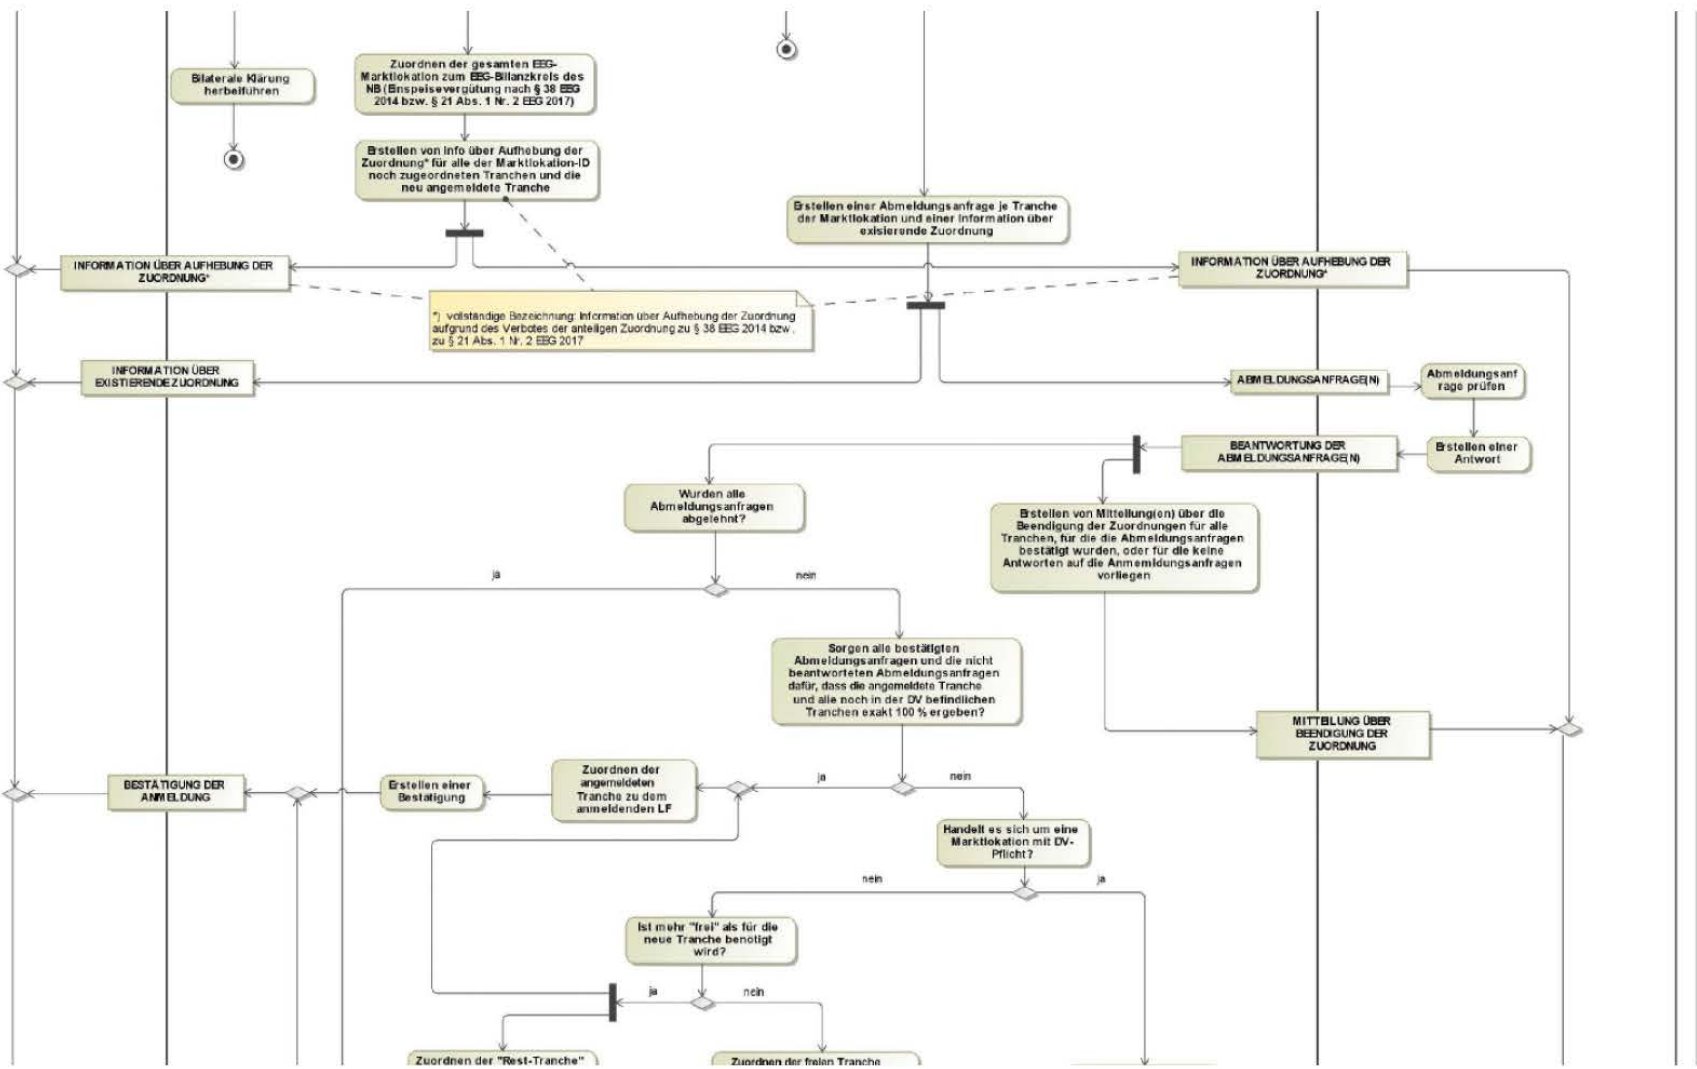 Bilaterale Klärung
herbeiführen
Zuordnen der gesamten EEG-
Marktlokation zum EEG-Bilanzkreis des
NB (Einspeisevergütung nach § 38 EEG
2014 bzw. § 21 Abs. 1 Nr. 2 EEG 2017)
Erstellen von Info über Aufhebung der
Zuordnung* für alle der Marktlokation-ID
noch zugeordneten Tranchen und die
neu angemeldete Tranche
Erstellen einer Abmeldungsanfrage je Tranche
der Marktlokation und einer Information über
exisierende Zuordnung
INFORMATION ÜBER AUFHEBUNG DER
ZUORDNUNG*
INFORMATION ÜBER AUFHEBUNG DER
ZUORDNUNG*
*) vollständige Bezeichnung: Information über Aufhebung der Zuordnung
aufgrund des Verbotes der anteiligen Zuordnung zu § 38 EEG 2014 bzw.
zu § 21 Abs. 1 Nr. 2 EEG 2017
INFORMATION ÜBER
EXISTIERENDE ZUORDNUNG
ABMELDUNGSANFRAGE(N)
Abmeldungsanf
rage prüfen
BEANTWORTUNG DER
ABMELDUNGSANFRAGE(N)
Erstellen einer
Antwort
Wurden alle
Abmeldungsanfragen
abgelehnt?
Erstellen von Mitteilung(en) über die
Beendigung der Zuordnungen für alle
Tranchen, für die die Abmeldungsanfragen
bestätigt wurden, oder für die keine
Antworten auf die Anmemldungsanfragen
vorliegen
ja
nein
Sorgen alle bestätigten
Abmeldungsanfragen und die nicht
beantworteten Abmeldungsanfragen
dafür, dass die angemeldete Tranche
und alle noch in der DV befindlichen
Tranchen exakt 100 % ergeben?
MITTEILUNG ÜBER
BEENDIGUNG DER
ZUORDNUNG
BESTÄTIGUNG DER
ANMELDUNG
Erstellen einer
Bestätigung
Zuordnen der
angemeldeten
Tranche zu dem
anmeldenden LF
ja
nein
Handelt es sich um eine
Marktlokation mit DV-
Pflicht?
nein
ja
Ist mehr "frei" als für die
neue Tranche benötigt
wird?
ja
nein
Zuordnen der "Rest-Tranche"
Zuordnen der freien Tranche